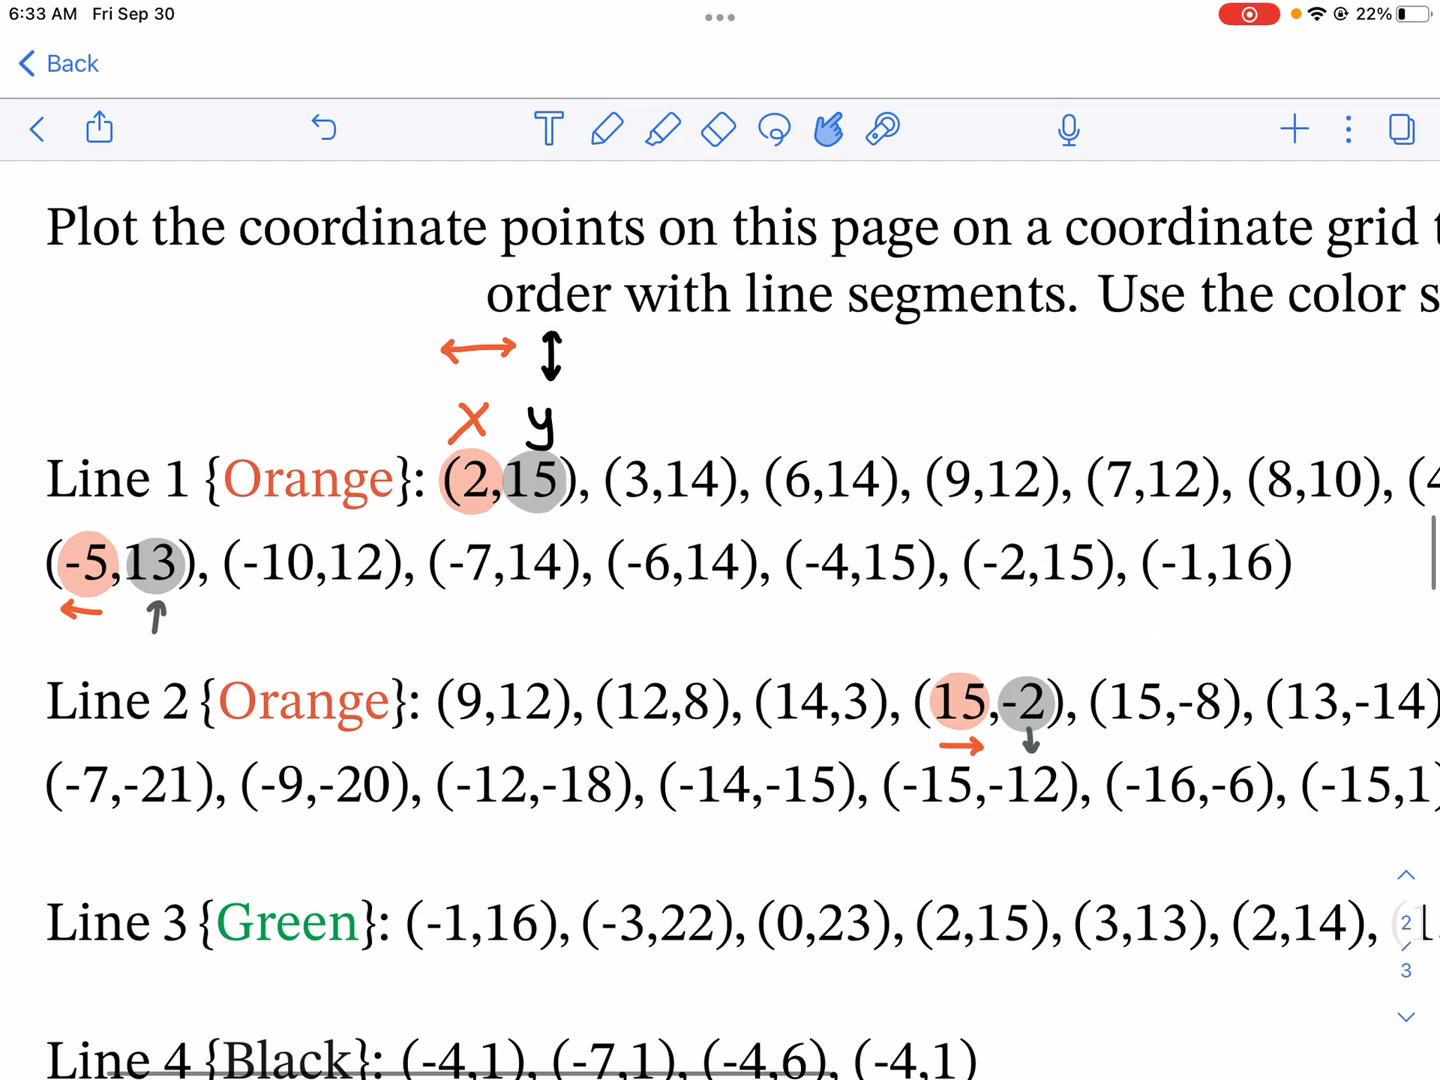 6:33 AM Fri Sep 30
22%
Back
Plot the coordinate points on this page on a coordinate grid
order with line segments. Use the color
x y
Line 1 {Orange}: (2,15), (3,14), (6,14), (9,12), (7,12), (8,10), (4
(-5,13), (-10,12), (-7,14), (-6,14), (-4,15), (-2,15), (-1,16)
Line 2 {Orange}: (9,12), (12,8), (14,3), (15,-2), (15,-8), (13,-14)
(-7,-21), (-9,-20), (-12,-18), (-14,-15), (-15,-12), (-16,-6), (-15,1)
Line 3 {Green}: (-1,16), (-3,22), (0,23), (2,15), (3,13), (2,14), (1
2
3
Line 4 {Black}: (-4,1), (-7,1), (-4,6), (-4,1)